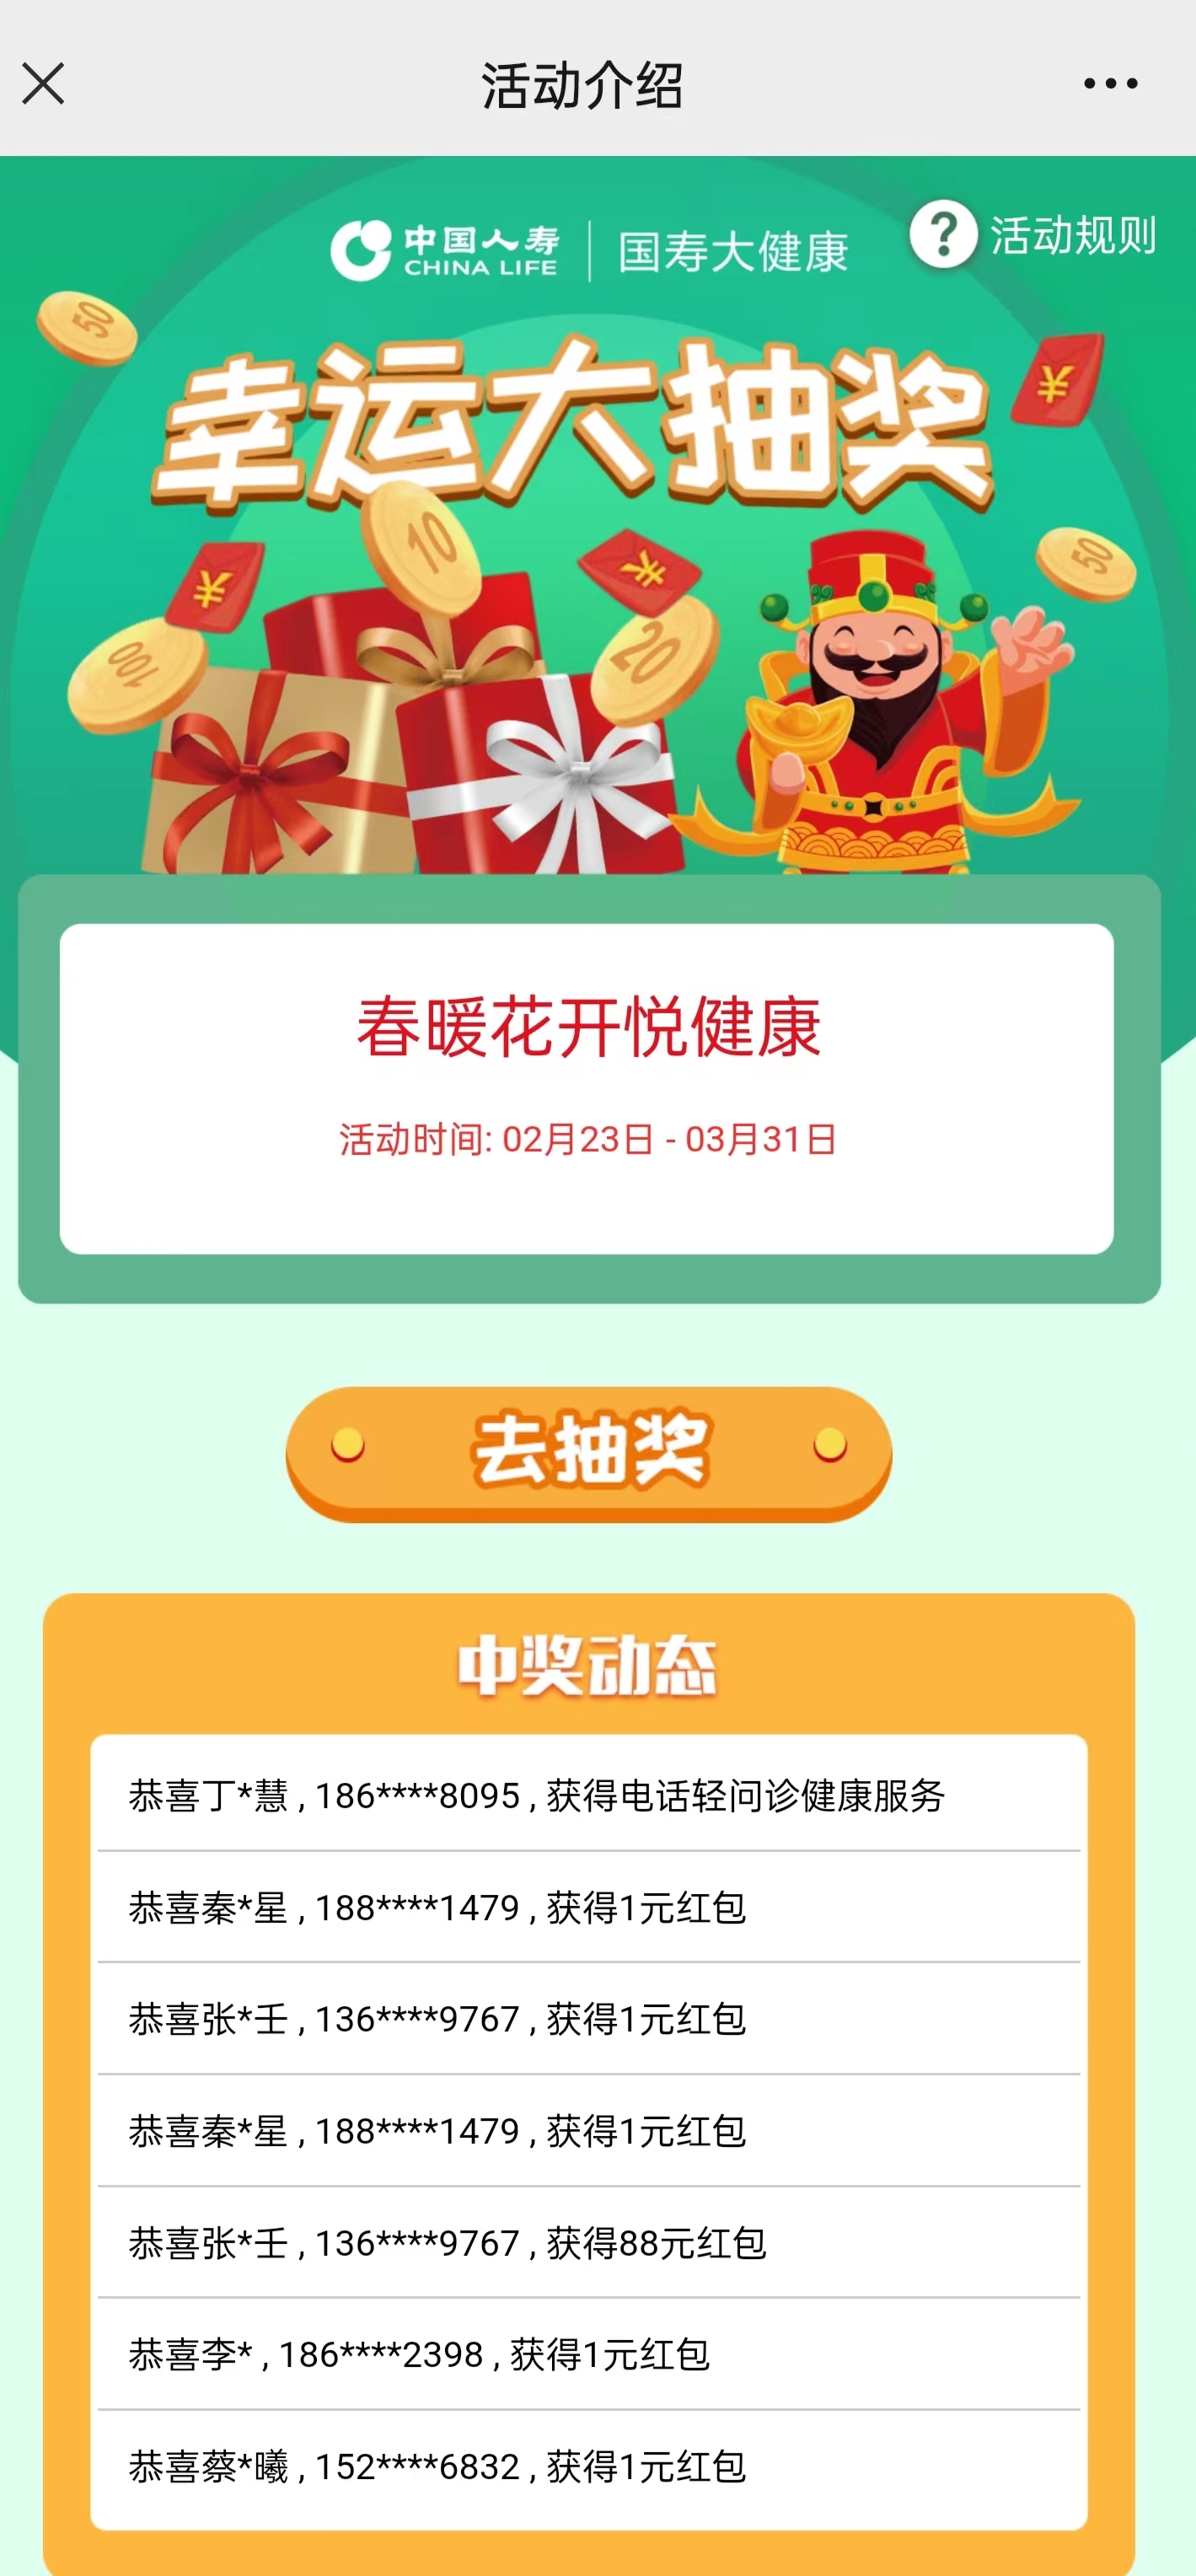 活动介绍
中国人寿
CHINA LIFE
国寿大健康
? 活动规则
幸运大抽奖
50
¥
10
¥
¥
50
100
20
春暖花开悦健康
活动时间: 02月23日 - 03月31日
去抽奖
中奖动态
恭喜丁*慧 , 186****8095 , 获得电话轻问诊健康服务
恭喜秦*星 , 188****1479 , 获得1元红包
恭喜张*壬 , 136****9767 , 获得1元红包
恭喜秦*星 , 188****1479 , 获得1元红包
恭喜张*壬 , 136****9767 , 获得88元红包
恭喜李* , 186****2398 , 获得1元红包
恭喜蔡*曦 , 152****6832 , 获得1元红包